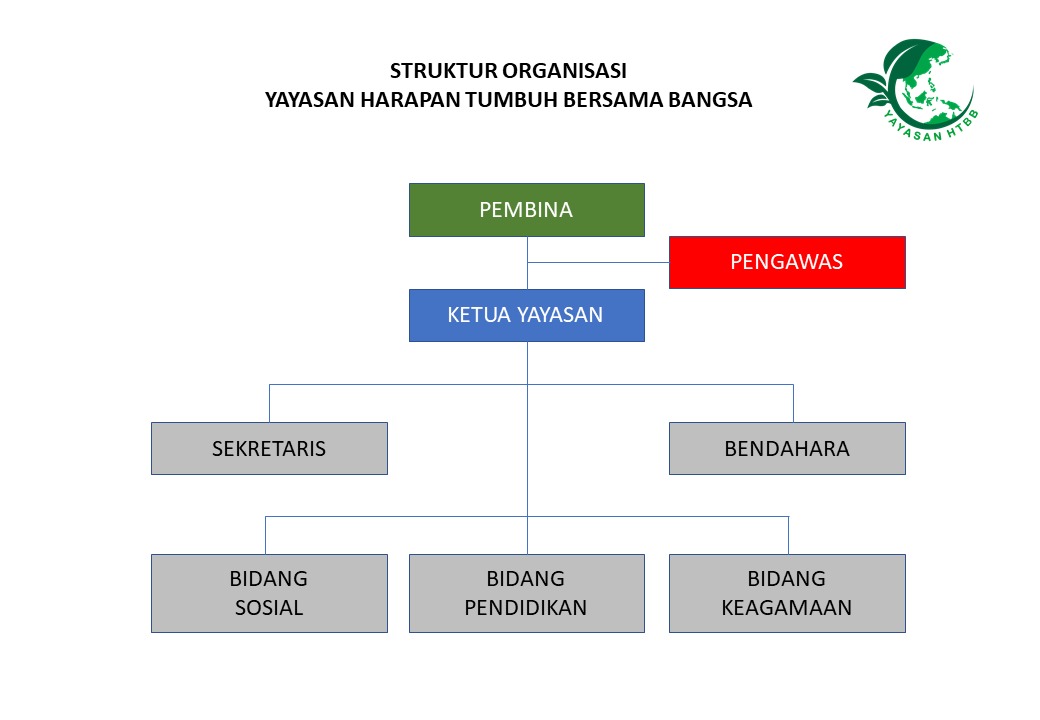 STRUKTUR ORGANISASI
YAYASAN HARAPAN TUMBUH BERSAMA BANGSA
YAYASAN HTBB
PEMBINA
PENGAWAS
KETUA YAYASAN
SEKRETARIS
BENDAHARA
BIDANG
SOSIAL
BIDANG
PENDIDIKAN
BIDANG
KEAGAMAAN